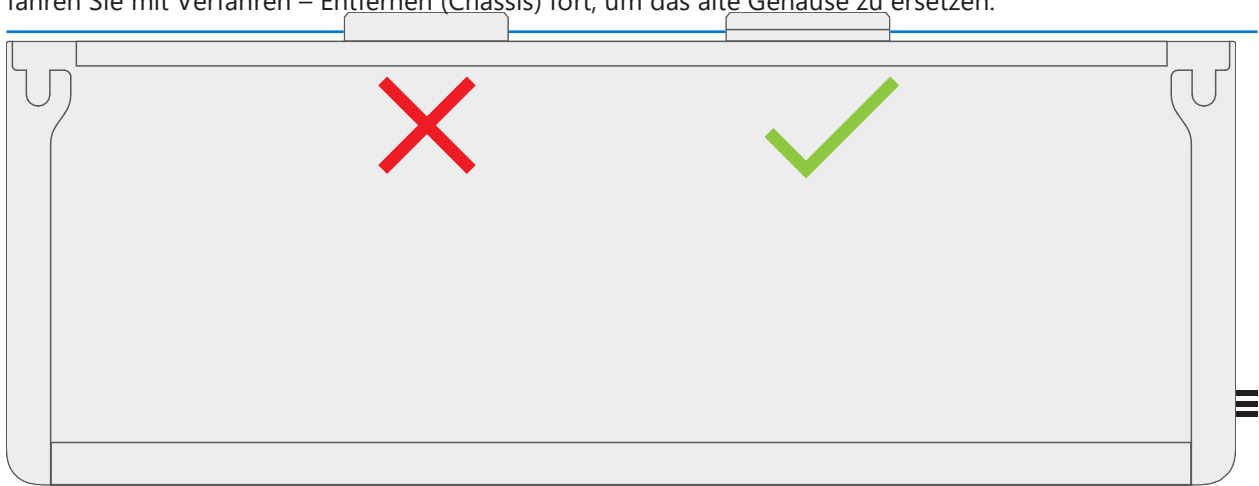 fahren Sie mit Verfahren – Entfernen (Chassis) fort, um das alte Gehäuse zu ersetzen.